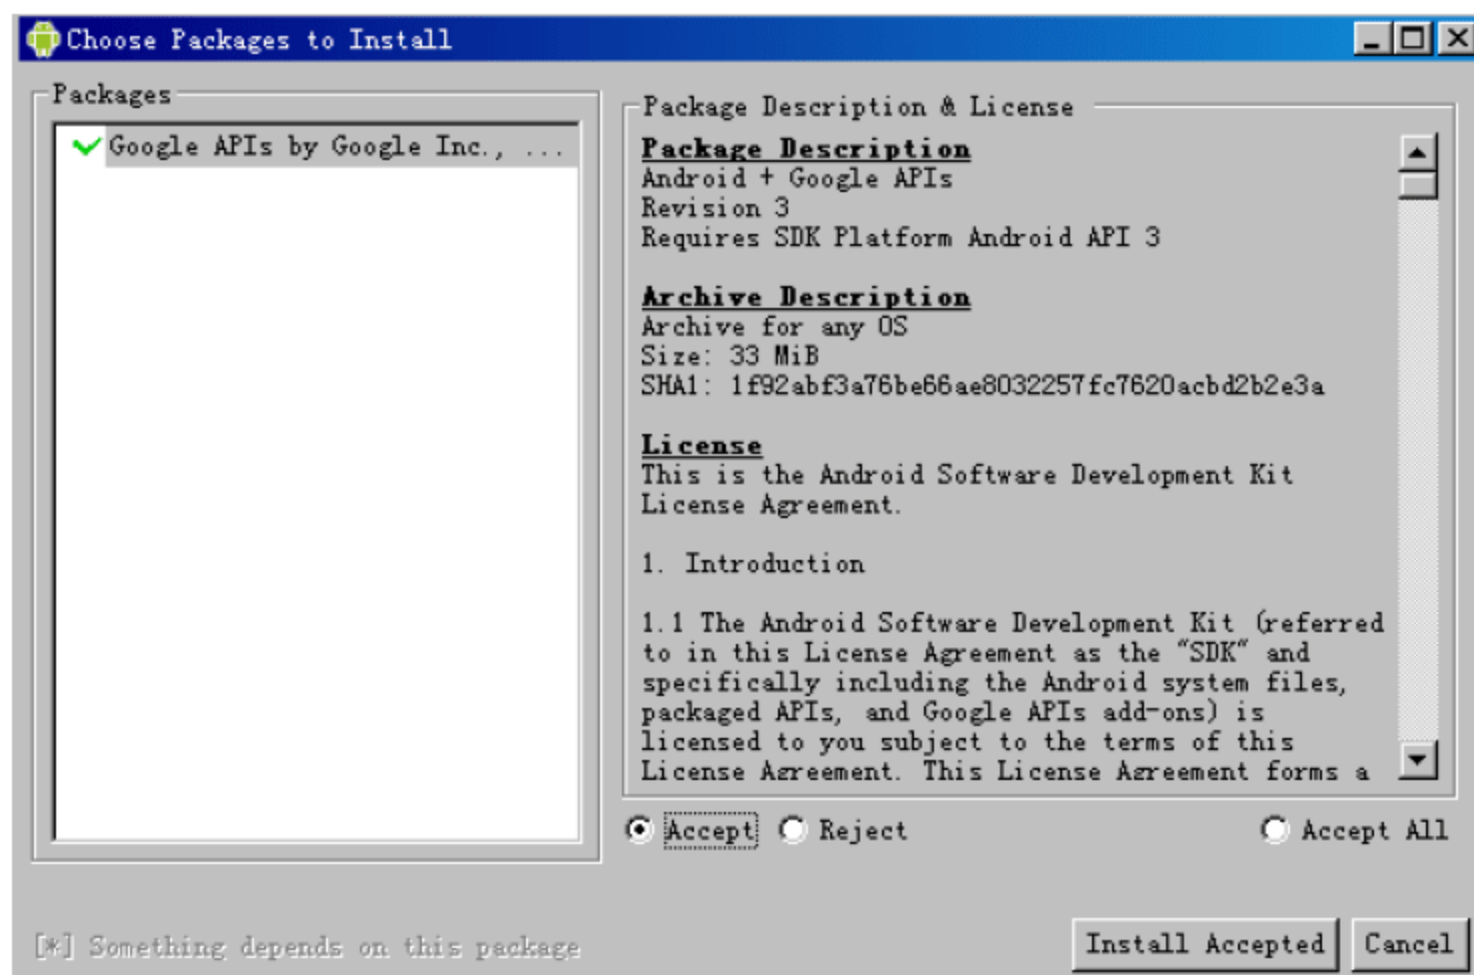 Choose Packages to Install
Packages
Google APIs by Google Inc., ...
Package Description & License
Package Description
Android + Google APIs
Revision 3
Requires SDK Platform Android API 3
Archive Description
Archive for any OS
Size: 33 MiB
SHA1: 1f92abf3a76be66ae8032257fc7620acbd2b2e3a
License
This is the Android Software Development Kit
License Agreement.
1. Introduction
1.1 The Android Software Development Kit (referred
to in this License Agreement as the "SDK" and
specifically including the Android system files,
packaged APIs, and Google APIs add-ons) is
licensed to you subject to the terms of this
License Agreement. This License Agreement forms a
Accept Reject Accept All
[*] Something depends on this package
Install Accepted Cancel